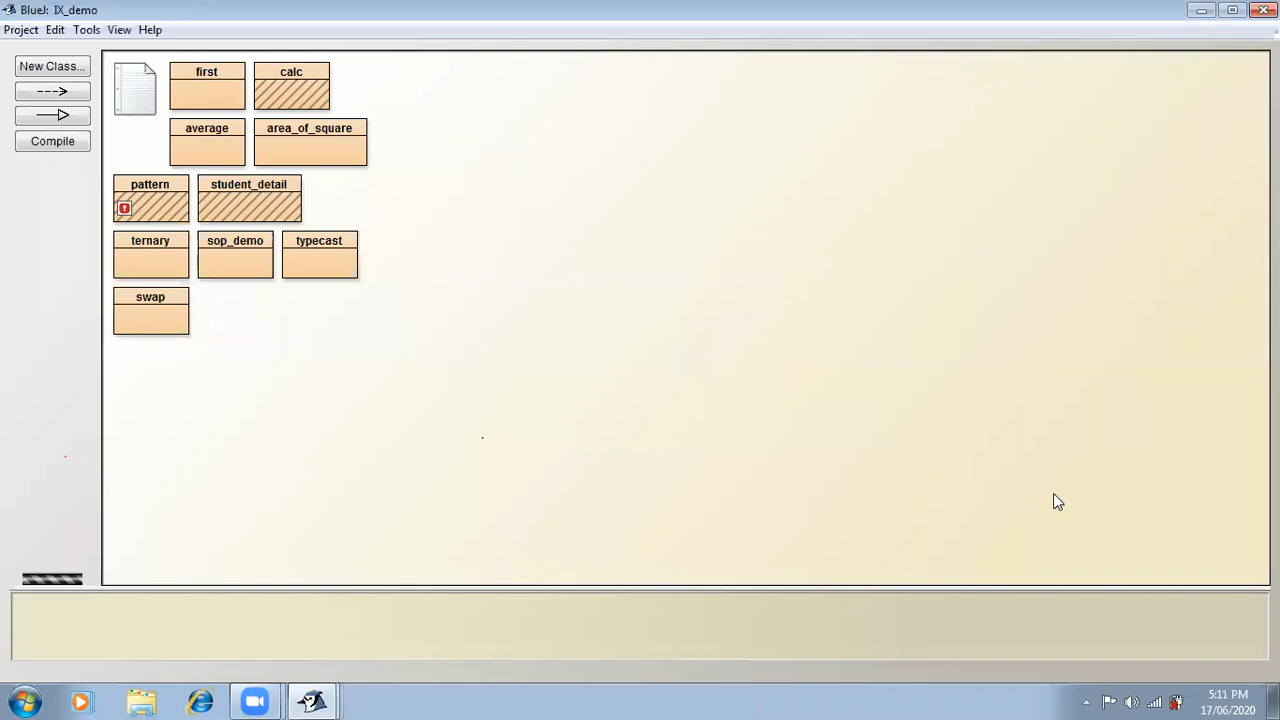 BlueJ: IX_demo
Project Edit Tools View Help
New Class...
Compile
first
calc
average
area_of_square
pattern
student_detail
ternary
sop_demo
typecast
swap
5:11 PM
17/06/2020